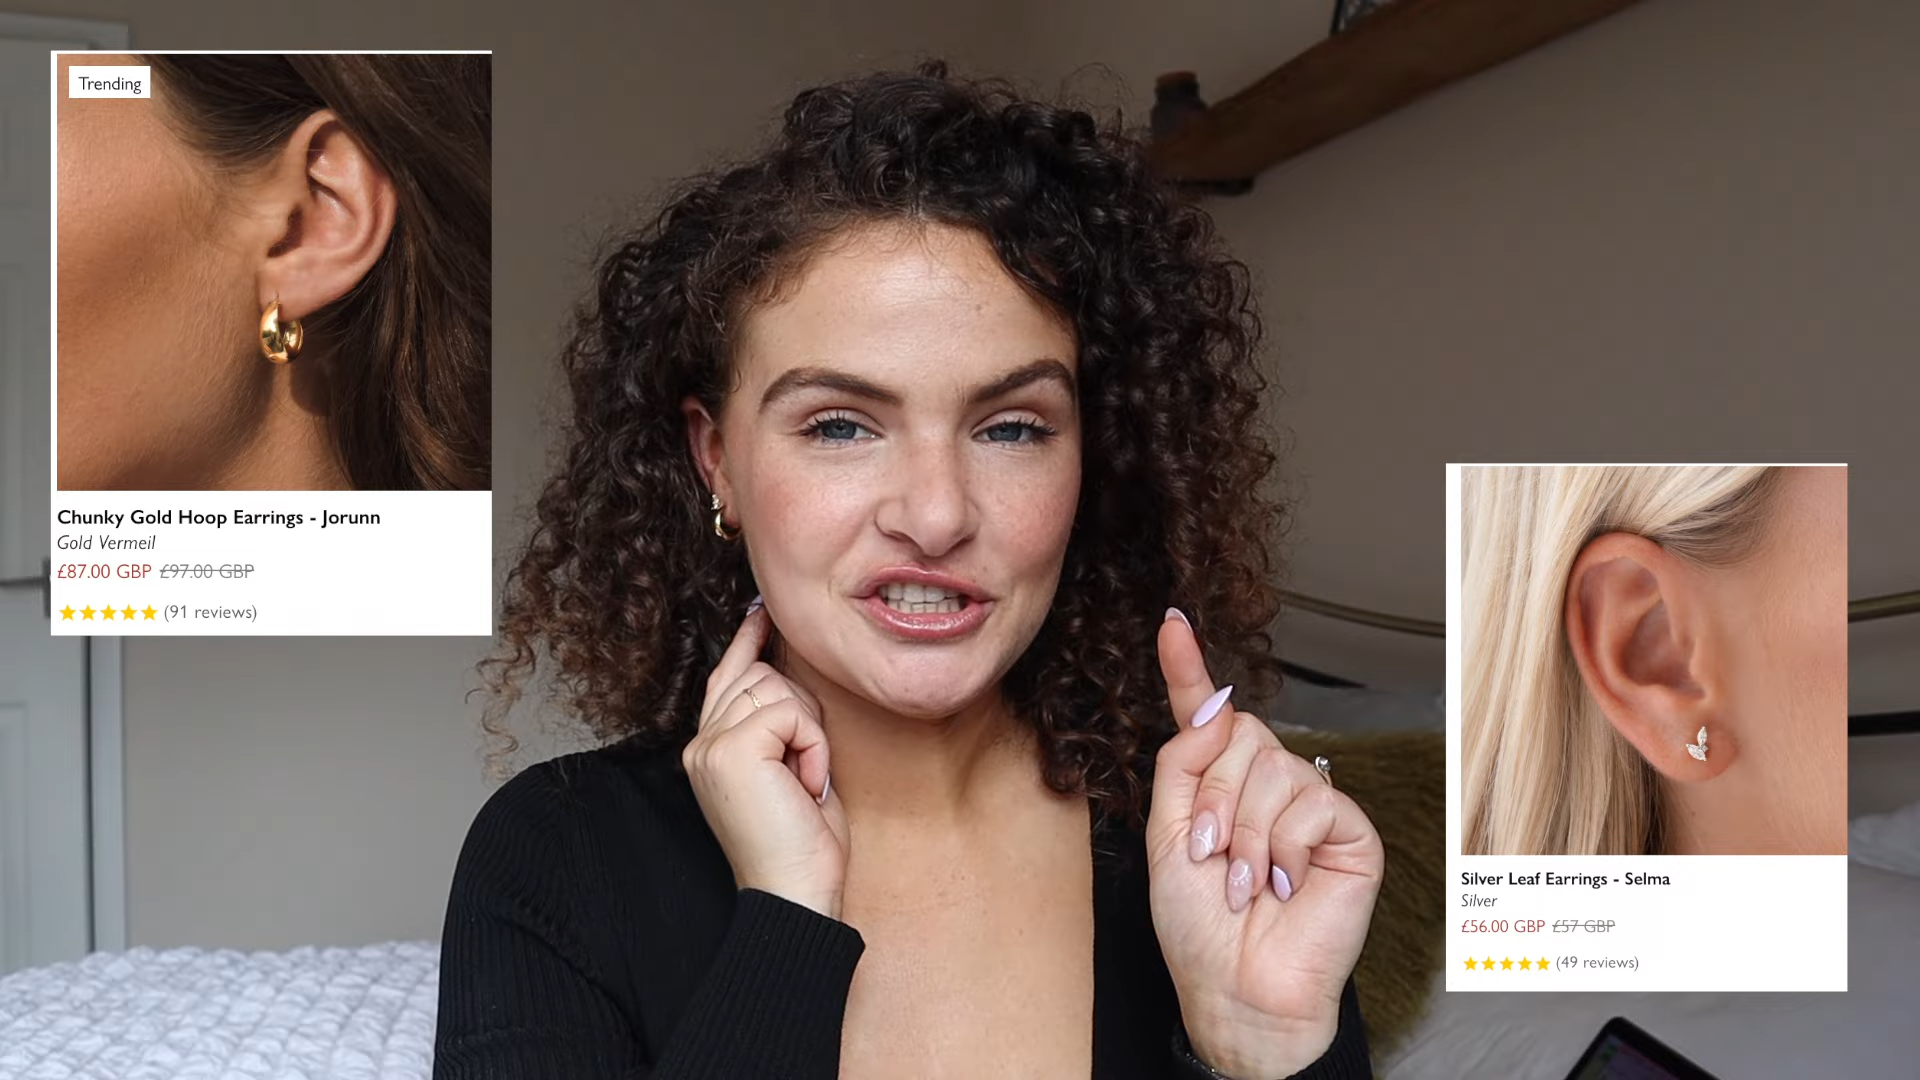 Trending
Chunky Gold Hoop Earrings - Jorunn
Gold Vermeil
£87.00 GBP £97.00 GBP
(91 reviews)
Silver Leaf Earrings - Selma
Silver
£56.00 GBP £57 GBP
(49 reviews)